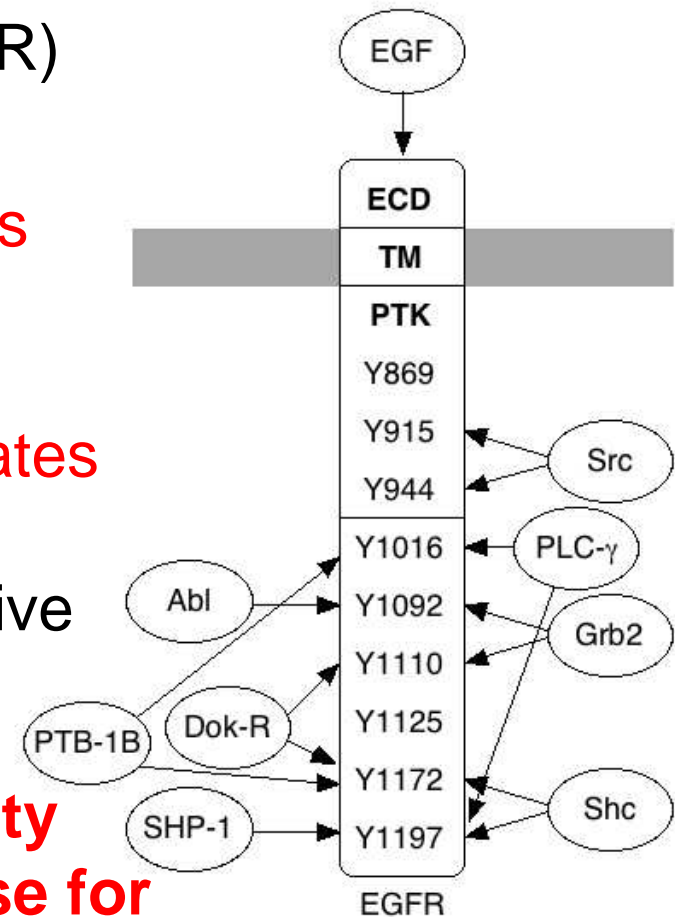 R)
EGF
s
ECD
TM
PTK
Y869
Y915
ates
Src
Y944
Y1016
PLC-γ
Abl
Y1092
ive
Grb2
Y1110
PTB-1B
Dok-R
Y1125
Y1172
ty
SHP-1
Shc
Y1197
se for
EGFR